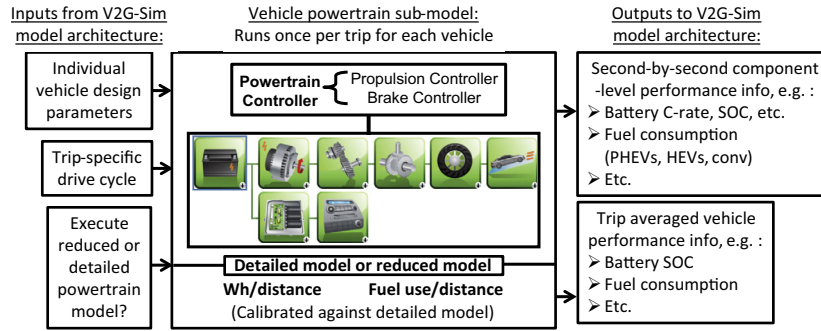 Inputs from V2G-Sim
model architecture:
Individual
vehicle design
parameters
Trip-specific
drive cycle
Execute
reduced or
detailed
powertrain
model?
Vehicle powertrain sub-model:
Runs once per trip for each vehicle
Powertrain
Controller
Propulsion Controller
Brake Controller
Detailed model or reduced model
Wh/distance Fuel use/distance
(Calibrated against detailed model)
Outputs to V2G-Sim
model architecture:
Second-by-second component
-level performance info, e.g. :
➢ Battery C-rate, SOC, etc.
➢ Fuel consumption
(PHEVs, HEVs, conv)
➢ Etc.
Trip averaged vehicle
performance info, e.g. :
➢ Battery SOC
➢ Fuel consumption
➢ Etc.